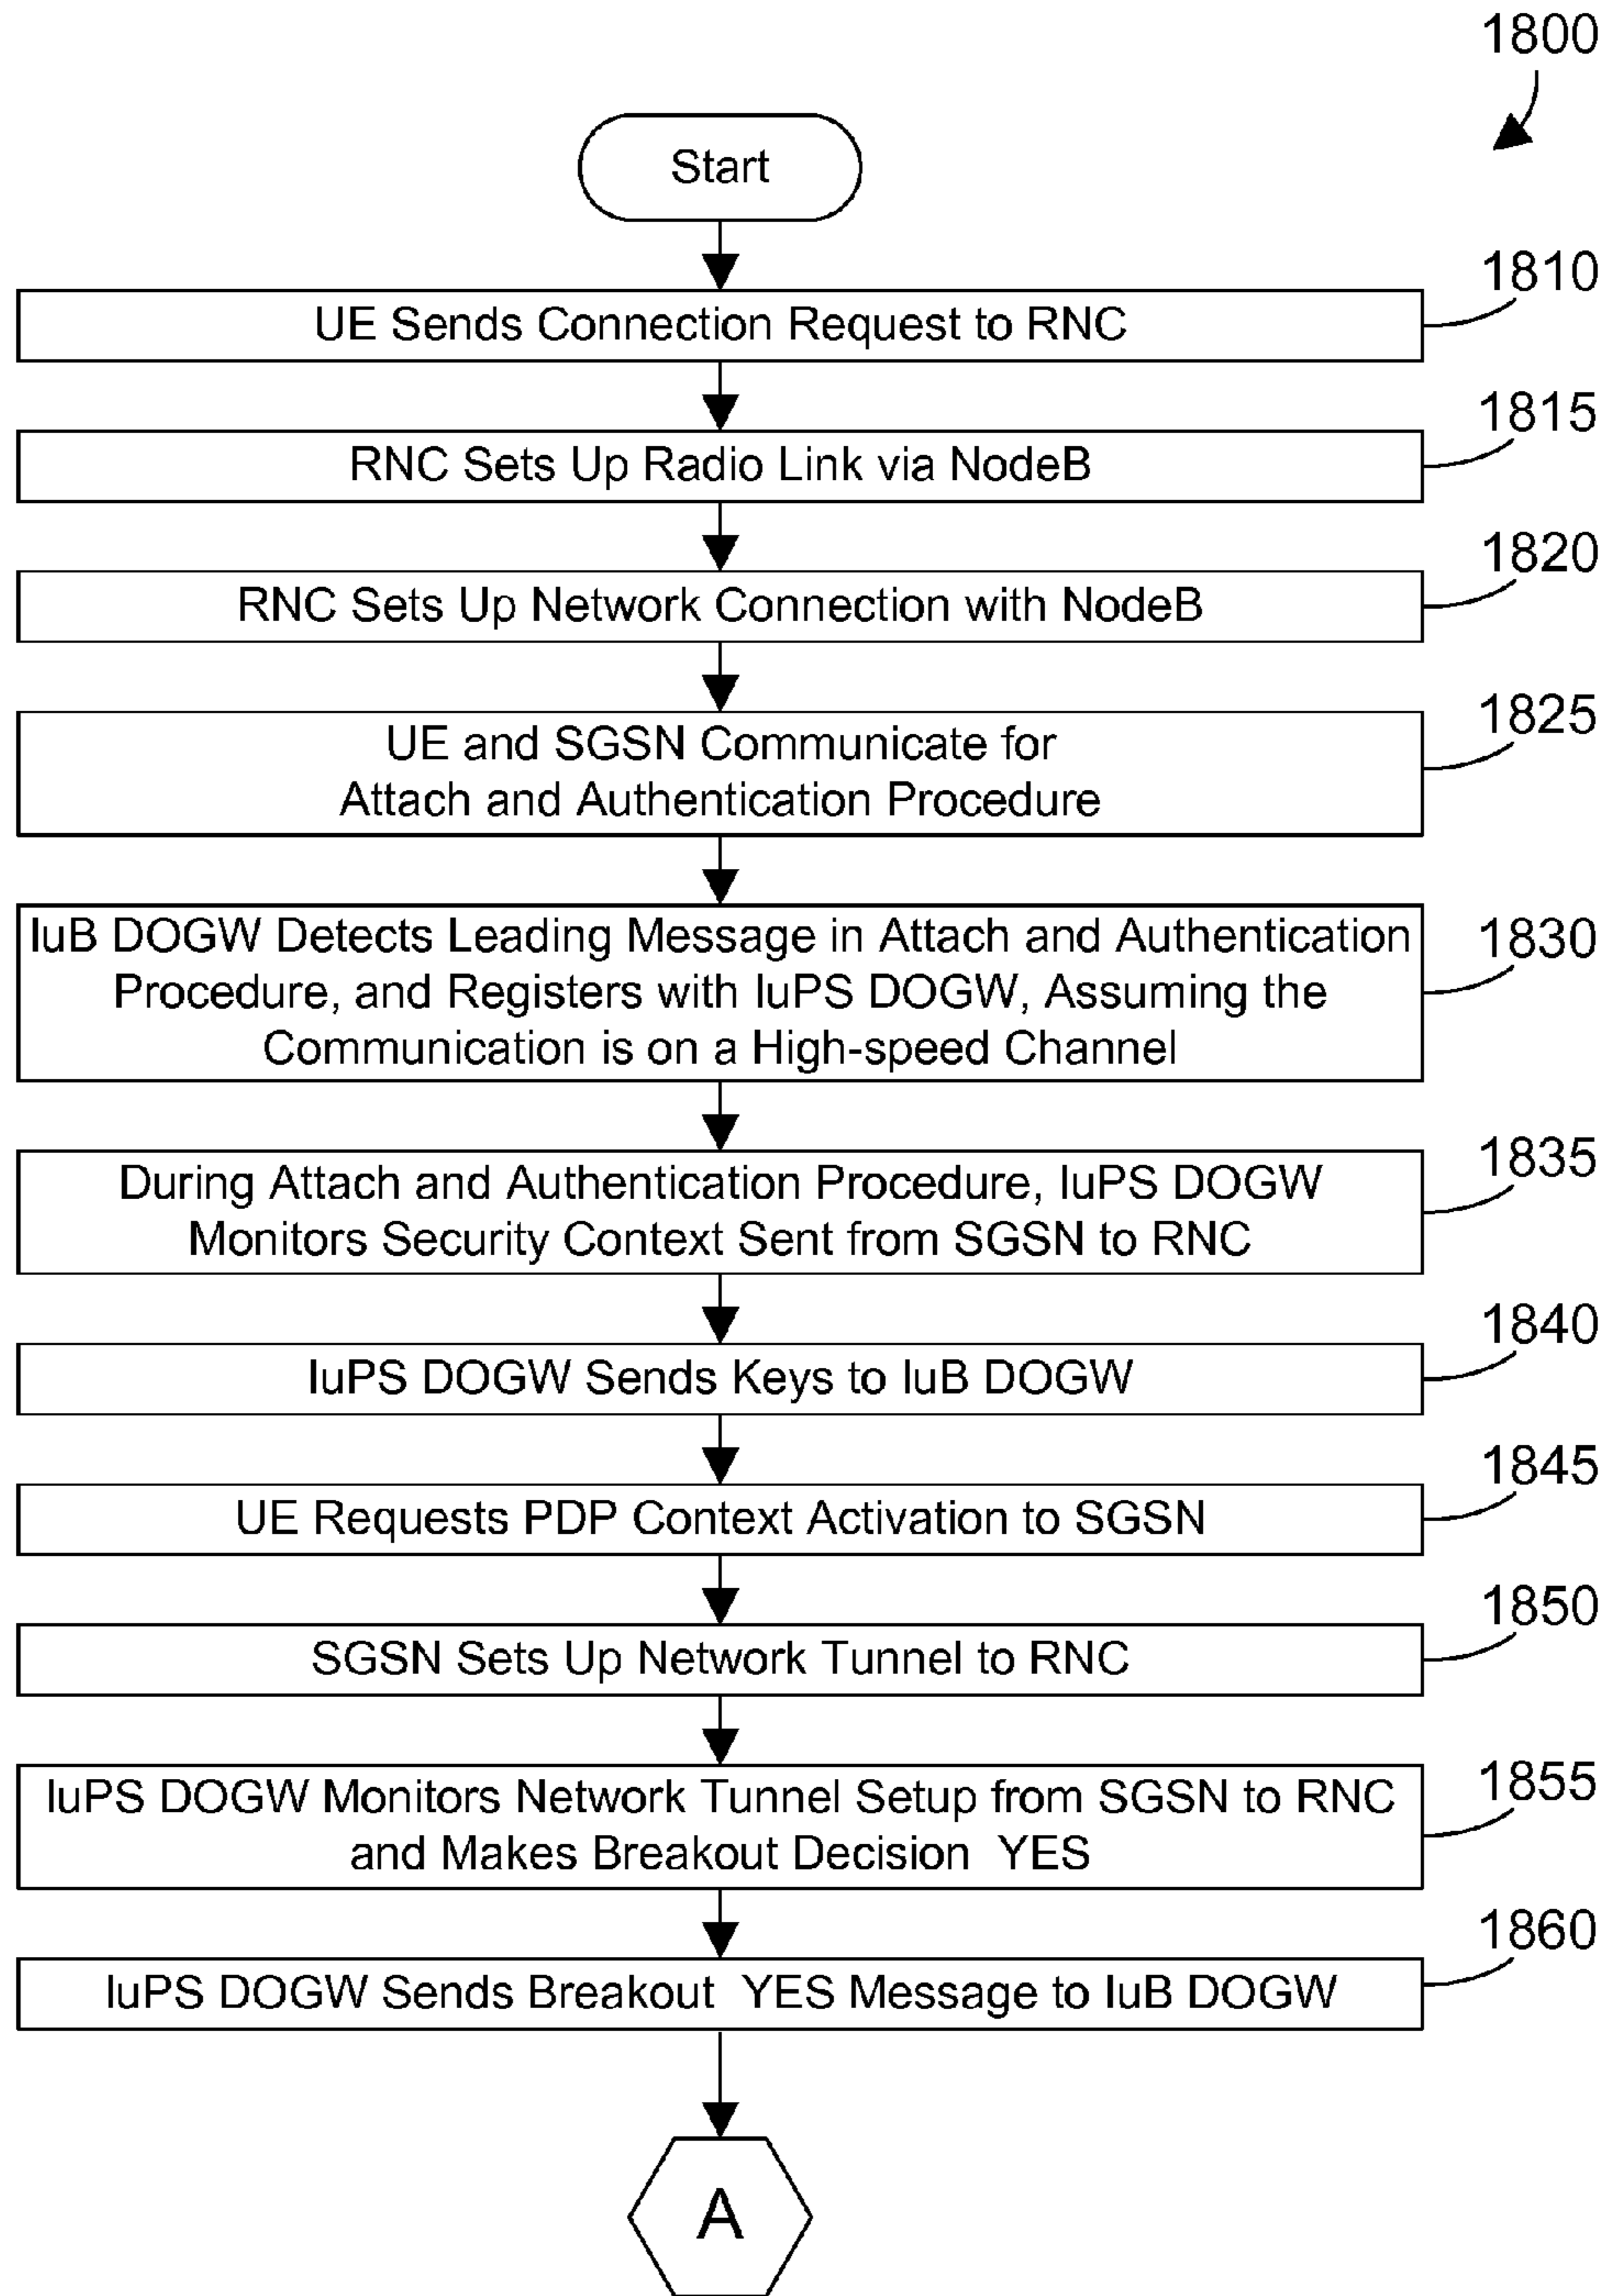 1800
Start
1810
UE Sends Connection Request to RNC
1815
RNC Sets Up Radio Link via NodeB
1820
RNC Sets Up Network Connection with NodeB
1825
UE and SGSN Communicate for
Attach and Authentication Procedure
1830
IuB DOGW Detects Leading Message in Attach and Authentication
Procedure, and Registers with IuPS DOGW, Assuming the
Communication is on a High-speed Channel
1835
During Attach and Authentication Procedure, IuPS DOGW
Monitors Security Context Sent from SGSN to RNC
1840
IuPS DOGW Sends Keys to IuB DOGW
1845
UE Requests PDP Context Activation to SGSN
1850
SGSN Sets Up Network Tunnel to RNC
1855
IuPS DOGW Monitors Network Tunnel Setup from SGSN to RNC
and Makes Breakout Decision YES
1860
IuPS DOGW Sends Breakout YES Message to IuB DOGW
A